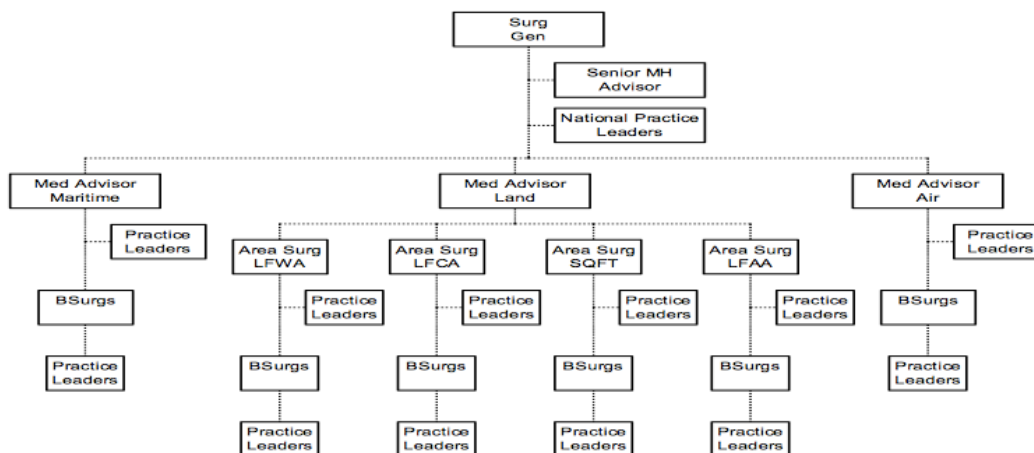 Surg
Gen
Senior MH
Advisor
National Practice
Leaders
Med Advisor
Maritime
Med Advisor
Land
Med Advisor
Air
Practice
Leaders
Area Surg
LFWA
Area Surg
LFCA
Area Surg
SQFT
Area Surg
LFAA
Practice
Leaders
BSurgs
Practice
Leaders
Practice
Leaders
Practice
Leaders
Practice
Leaders
BSurgs
Practice
Leaders
BSurgs
BSurgs
BSurgs
BSurgs
Practice
Leaders
Practice
Leaders
Practice
Leaders
Practice
Leaders
Practice
Leaders